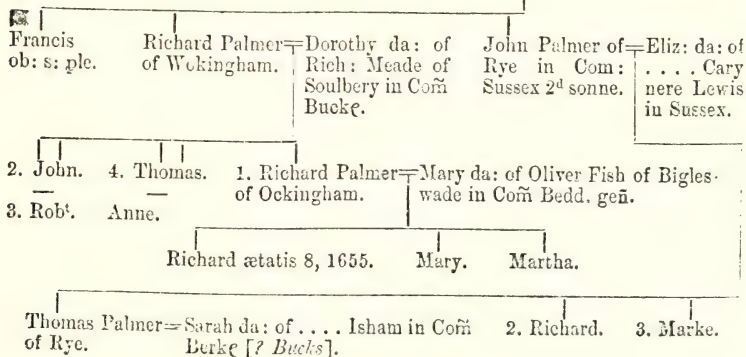 Francis
ob: s: ple.
Richard Palmer=Dorothy da: of
of Wokingham. Rich: Meade of
Soulbery in Com̃
Buckę.
John Palmer of=Eliz: da: of
Rye in Com: . . . . Cary
Sussex 2ᵈ sonne. nere Lewis
in Sussex.
2. John. 4. Thomas. 1. Richard Palmer=Mary da: of Oliver Fish of Bigles-
of Ockingham. wade in Com̃ Bedd. geñ.
3. Robᵗ. Anne.
Richard ætatis 8, 1655. Mary. Martha.
Thomas Palmer=Sarah da: of . . . . Isham in Com̃ 2. Richard. 3. Marke.
of Rye. Berkę [? Bucks].